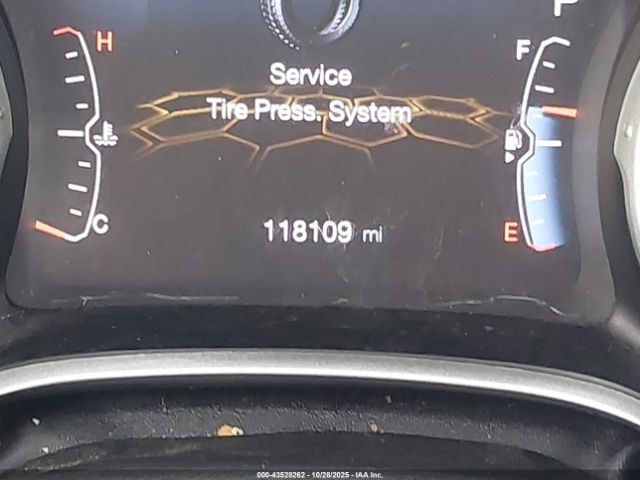 P
H
F
Service
Tire Press. System
C
118109 mi
E
000-43528262 - 10/28/2025 - IAA Inc.